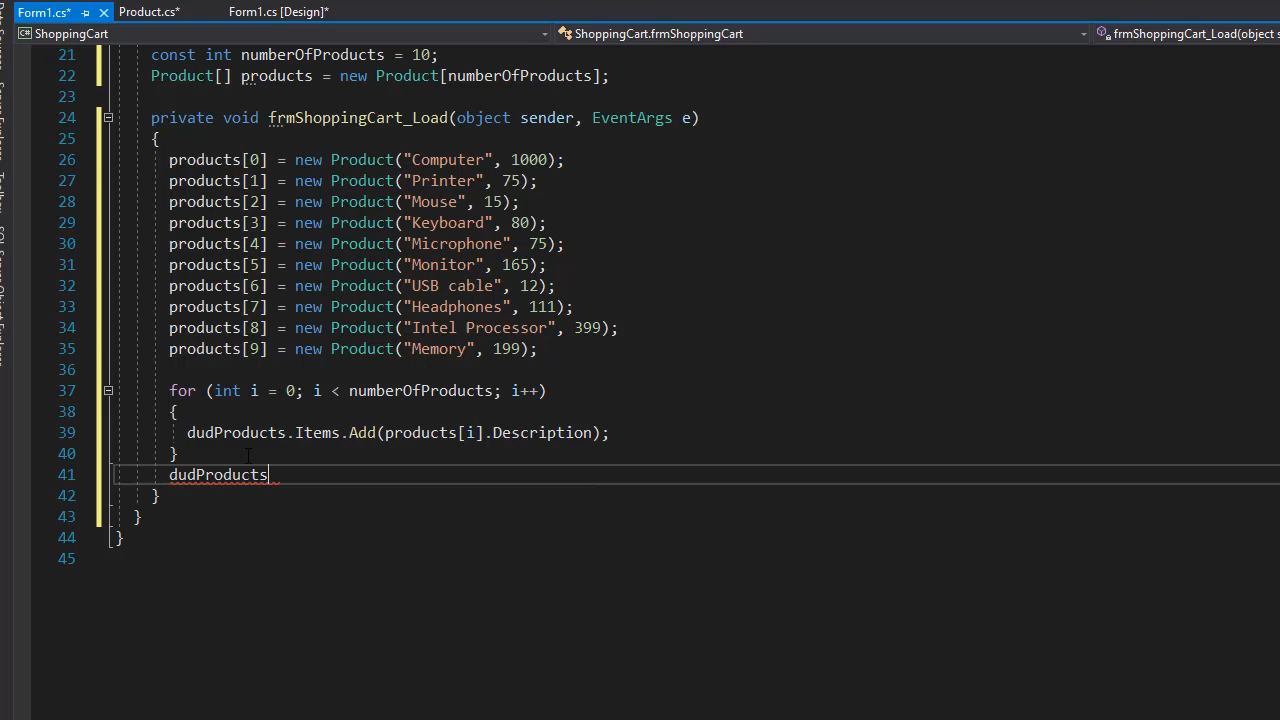 Form1.cs* Product.cs* Form1.cs [Design]*
ShoppingCart ShoppingCart.frmShoppingCart frmShoppingCart_Load(object s
21 const int numberOfProducts = 10;
22 Product[] products = new Product[numberOfProducts];
23
24 private void frmShoppingCart_Load(object sender, EventArgs e)
25 {
26 products[0] = new Product("Computer", 1000);
27 products[1] = new Product("Printer", 75);
28 products[2] = new Product("Mouse", 15);
29 products[3] = new Product("Keyboard", 80);
30 products[4] = new Product("Microphone", 75);
31 products[5] = new Product("Monitor", 165);
32 products[6] = new Product("USB cable", 12);
33 products[7] = new Product("Headphones", 111);
34 products[8] = new Product("Intel Processor", 399);
35 products[9] = new Product("Memory", 199);
36
37 for (int i = 0; i < numberOfProducts; i++)
38 {
39 dudProducts.Items.Add(products[i].Description);
40 }
41 dudProducts
42 }
43 }
44 }
45